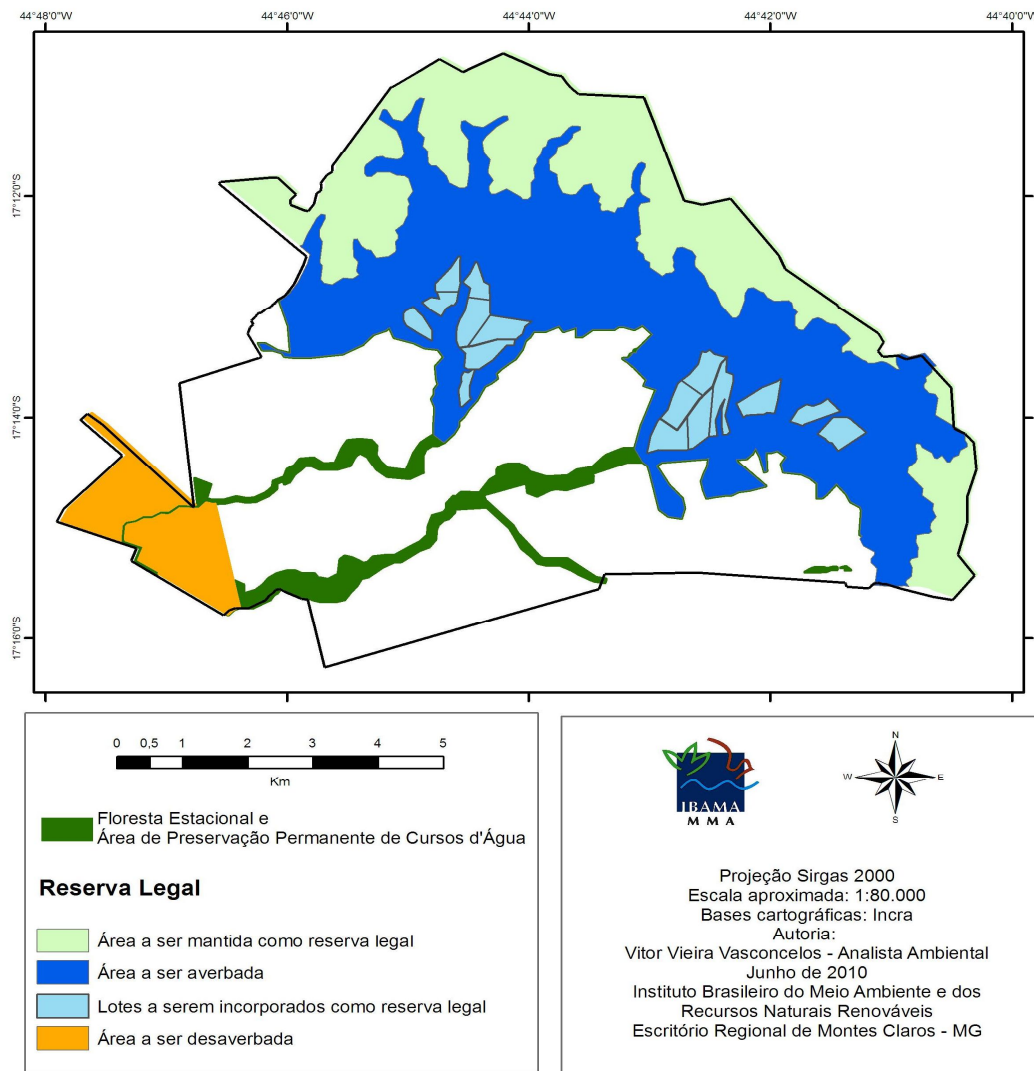 44°48'0"W 44°46'0"W 44°44'0"W 44°42'0"W 44°40'0"W
17°12'0"S
17°14'0"S
17°16'0"S
0 0,5 1 2 3 4 5
Km
Floresta Estacional e
Área de Preservação Permanente de Cursos d'Água
Reserva Legal
Área a ser mantida como reserva legal
Área a ser averbada
Lotes a serem incorporados como reserva legal
Área a ser desaverbada
IBAMA
MMA
N
W E
S
Projeção Sirgas 2000
Escala aproximada: 1:80.000
Bases cartográficas: Incra
Autoria:
Vitor Vieira Vasconcelos - Analista Ambiental
Junho de 2010
Instituto Brasileiro do Meio Ambiente e dos
Recursos Naturais Renováveis
Escritório Regional de Montes Claros - MG